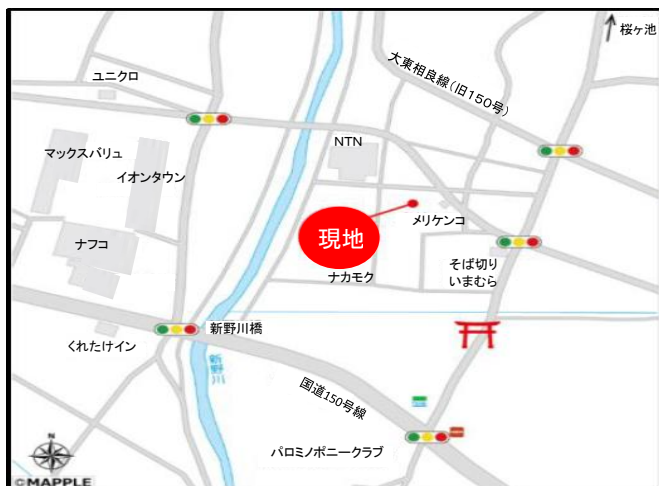 桜ヶ池
大東相良線(旧150号)
ユニクロ
NTN
マックスバリュ
イオンタウン
メリケンコ
現地
ナフコ
そば切り
いまむら
ナカモク
新野川橋
くれたけイン
新野川
国道150号線
パロミノポニークラブ
N
©MAPPLE